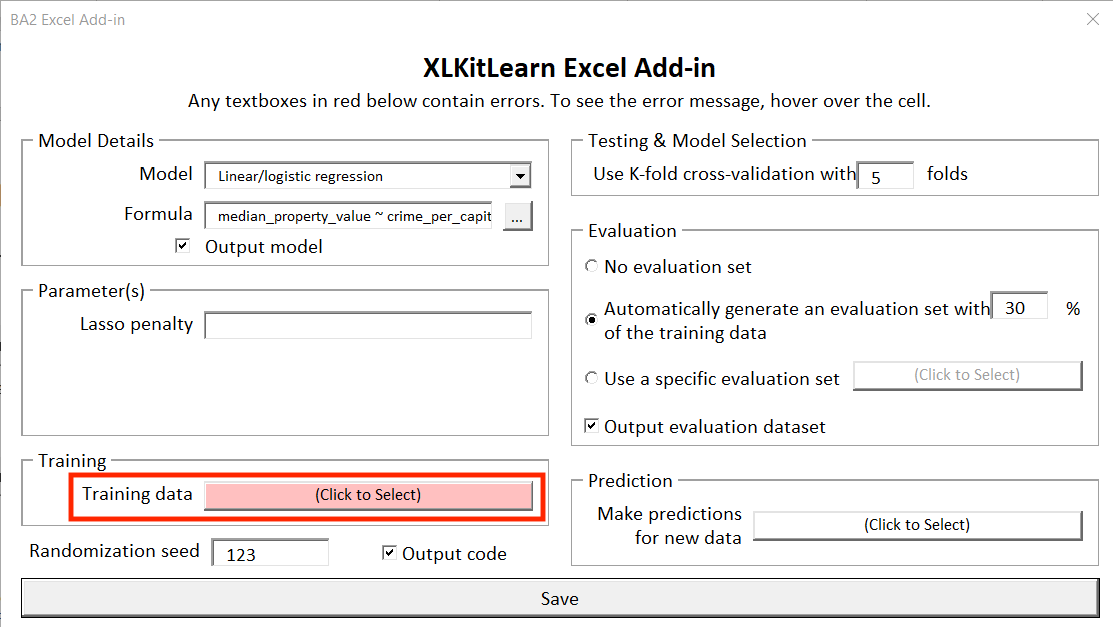 BA2 Excel Add-in
XLKitLearn Excel Add-in
Any textboxes in red below contain errors. To see the error message, hover over the cell.
Model Details
Model
Linear/logistic regression
Formula
median_property_value ~ crime_per_capit
...
Output model
Parameter(s)
Lasso penalty
Training
Training data
(Click to Select)
Randomization seed
123
Output code
Testing & Model Selection
Use K-fold cross-validation with 5 folds
Evaluation
No evaluation set
Automatically generate an evaluation set with 30 %
of the training data
Use a specific evaluation set
(Click to Select)
Output evaluation dataset
Prediction
Make predictions
for new data
(Click to Select)
Save